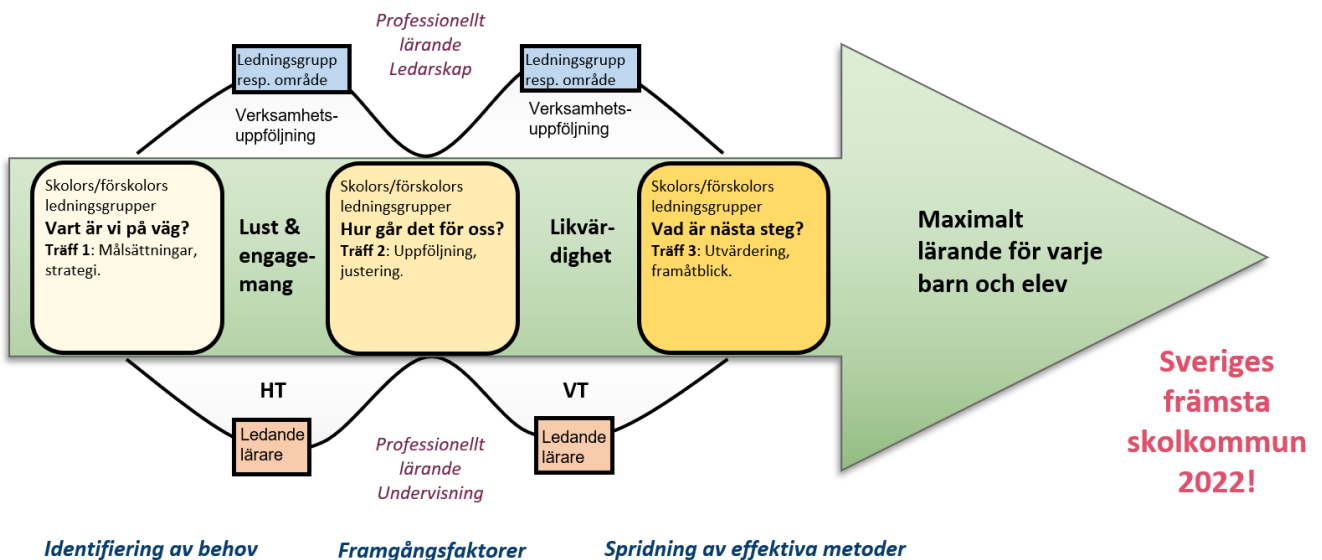 Professionellt
lärande
Ledarskap
Ledningsgrupp
resp. område
Verksamhets-
uppföljning
Ledningsgrupp
resp. område
Verksamhets-
uppföljning
Skolors/förskolors
ledningsgrupper
Vart är vi på väg?
Träff 1: Målsättningar,
strategi.
Lust &
engage-
mang
Skolors/förskolors
ledningsgrupper
Hur går det för oss?
Träff 2: Uppföljning,
justering.
Likvär-
dighet
Skolors/förskolors
ledningsgrupper
Vad är nästa steg?
Träff 3: Utvärdering,
framåtblick.
Maximalt
lärande för varje
barn och elev
HT
Ledande
lärare
Professionellt
lärande
Undervisning
VT
Ledande
lärare
Sveriges
främsta
skolkommun
2022!
Identifiering av behov
Framgångsfaktorer
Spridning av effektiva metoder